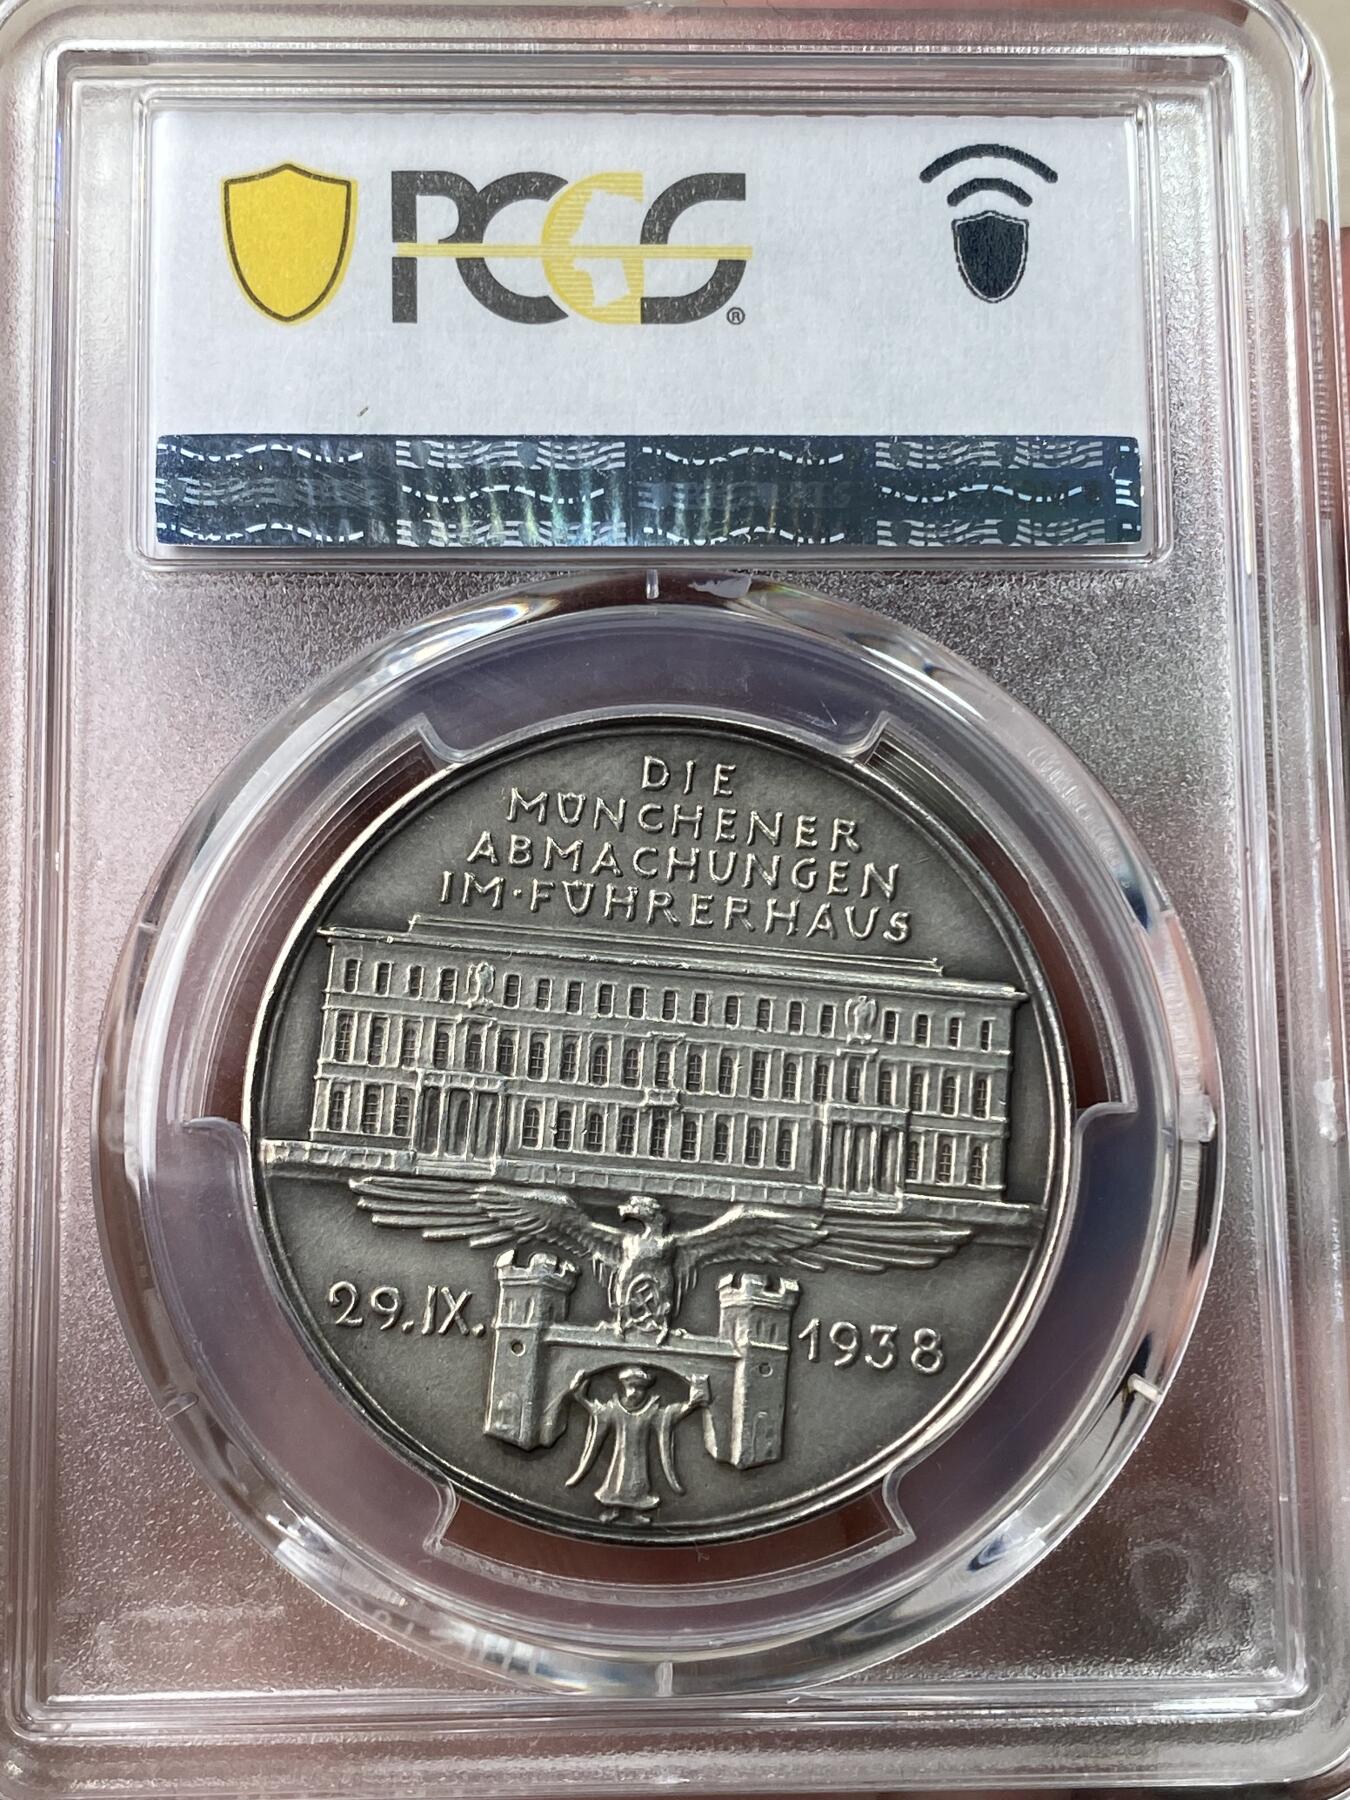 PCGS®
DIE
MÜNCHENER
ABMACHUNGEN
IM·FÜHRERHAUS
29.IX. 1938